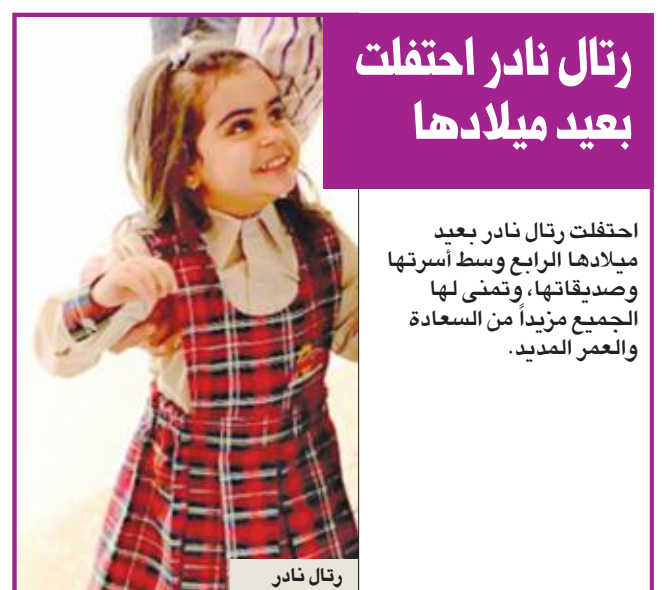 رتال نادر احتفلت
بعيد ميلادها
احتفلت رتال نادر بعيد
ميلادها الرابع وسط أسرتها
وصديقاتها، وتمنى لها
الجميع مزيداً من السعادة
والعمر المديد.
رتال نادر